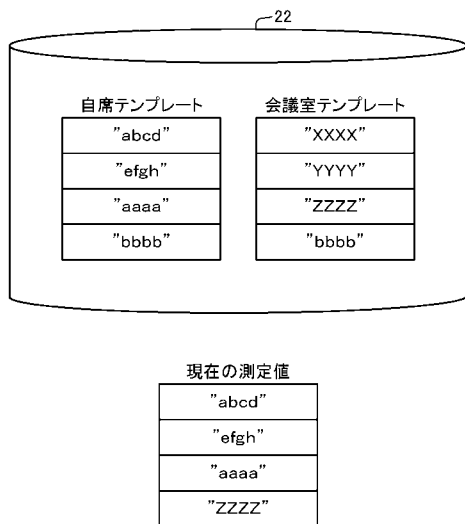 22
自席テンプレート
"abcd"
"efgh"
"aaaa"
"bbbb"
会議室テンプレート
"XXXX"
"YYYY"
"ZZZZ"
"bbbb"
現在の測定値
"abcd"
"efgh"
"aaaa"
"ZZZZ"